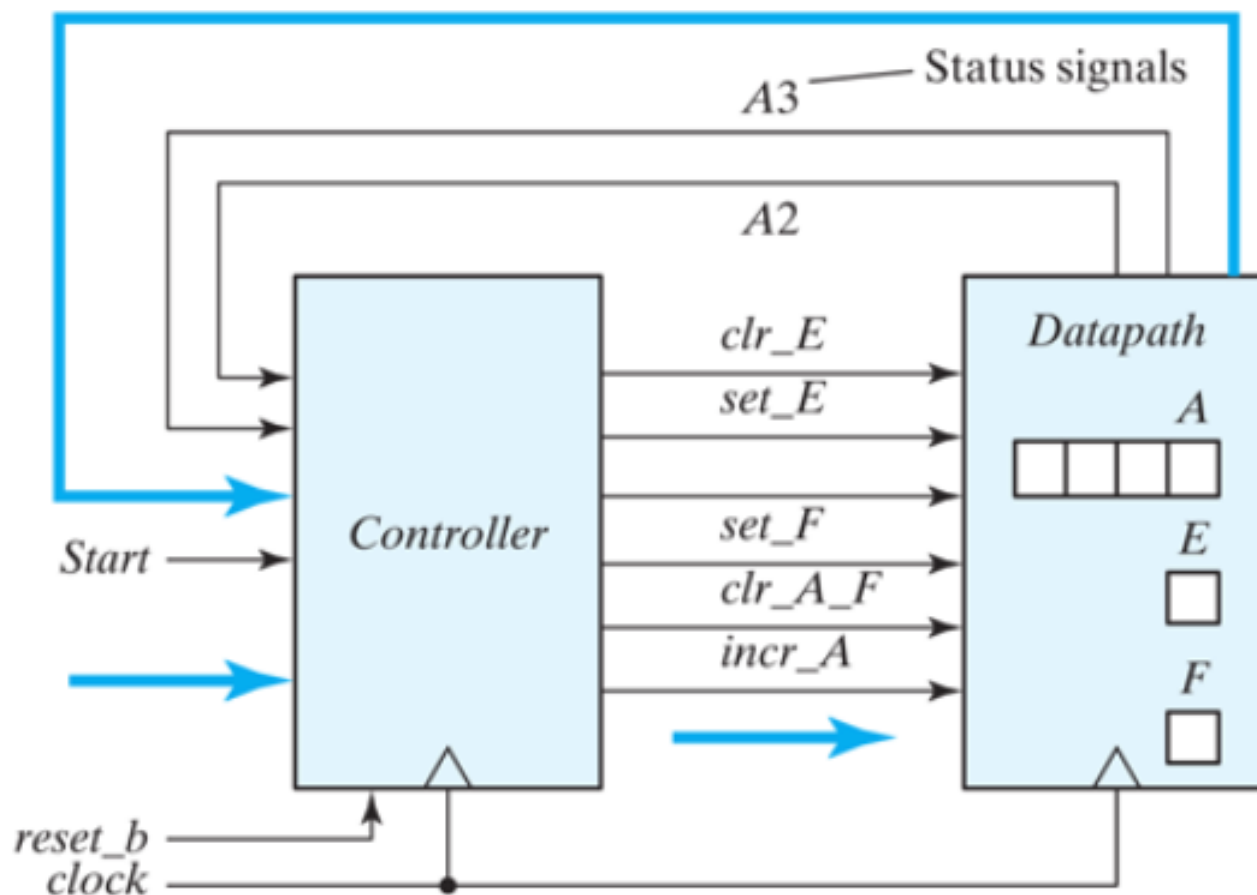 Status signals
A3
A2
clr_E
Datapath
set_E
A
set_F
Controller
Start
E
clr_A_F
incr_A
F
reset_b
clock